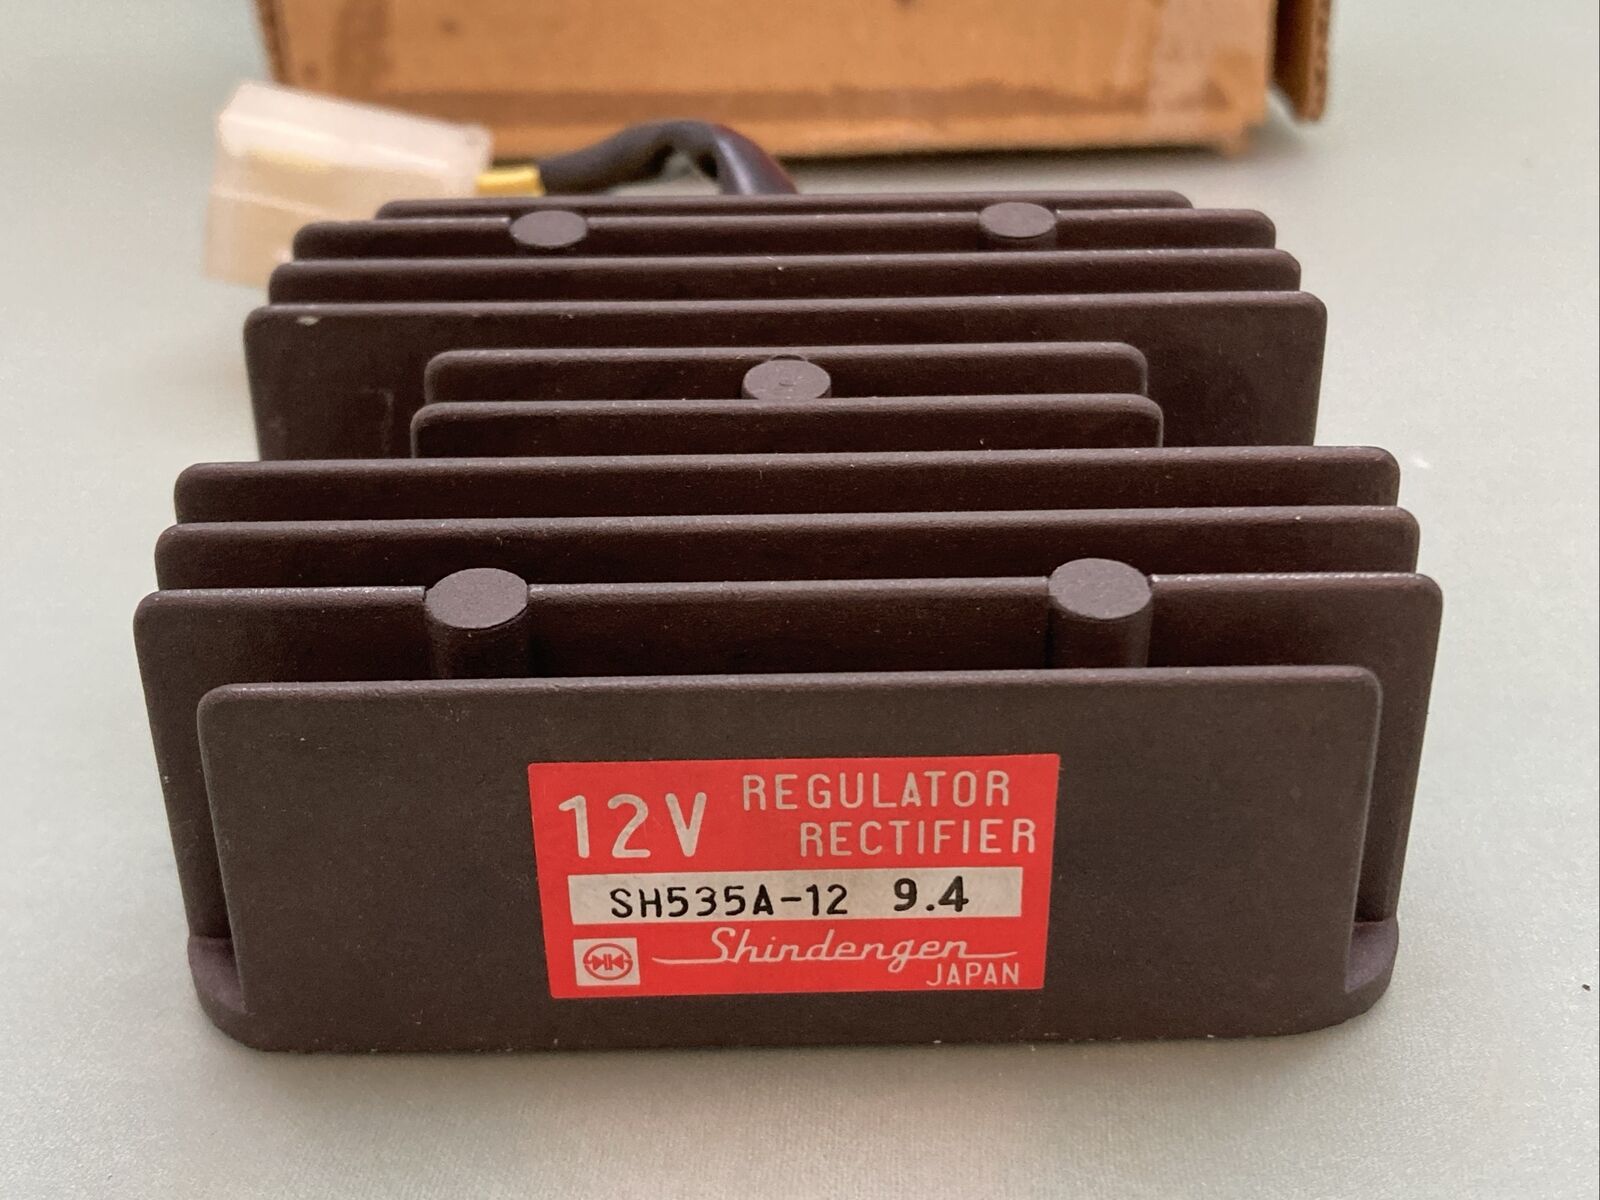 12V REGULATOR
RECTIFIER
SH535A-12 9.4
Shindengen
JAPAN